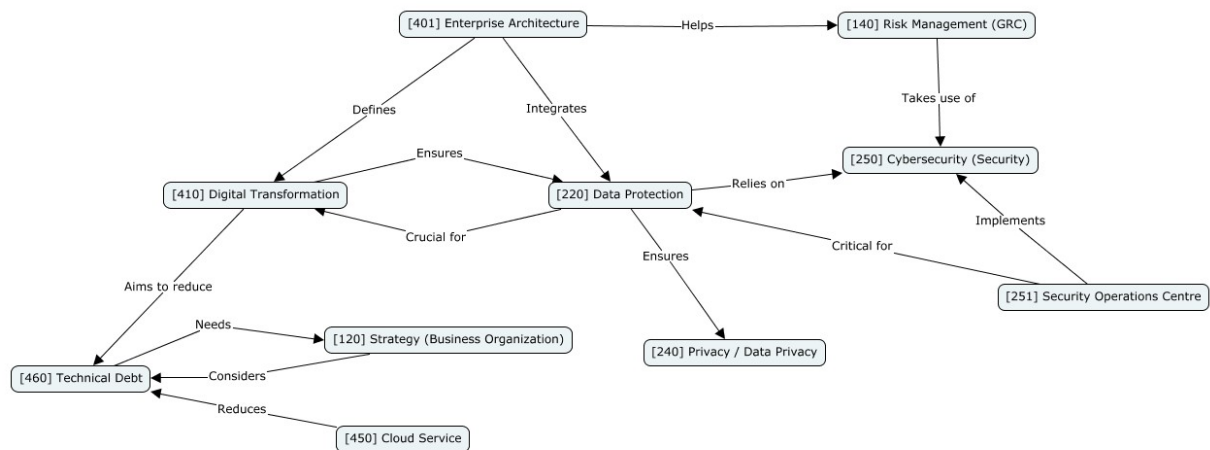 [401] Enterprise Architecture
Helps
[140] Risk Management (GRC)
Defines
Integrates
Takes use of
Ensures
[250] Cybersecurity (Security)
[410] Digital Transformation
[220] Data Protection
Relies on
Crucial for
Implements
Critical for
Ensures
Aims to reduce
[251] Security Operations Centre
Needs
[120] Strategy (Business Organization)
[240] Privacy / Data Privacy
[460] Technical Debt
Considers
Reduces
[450] Cloud Service